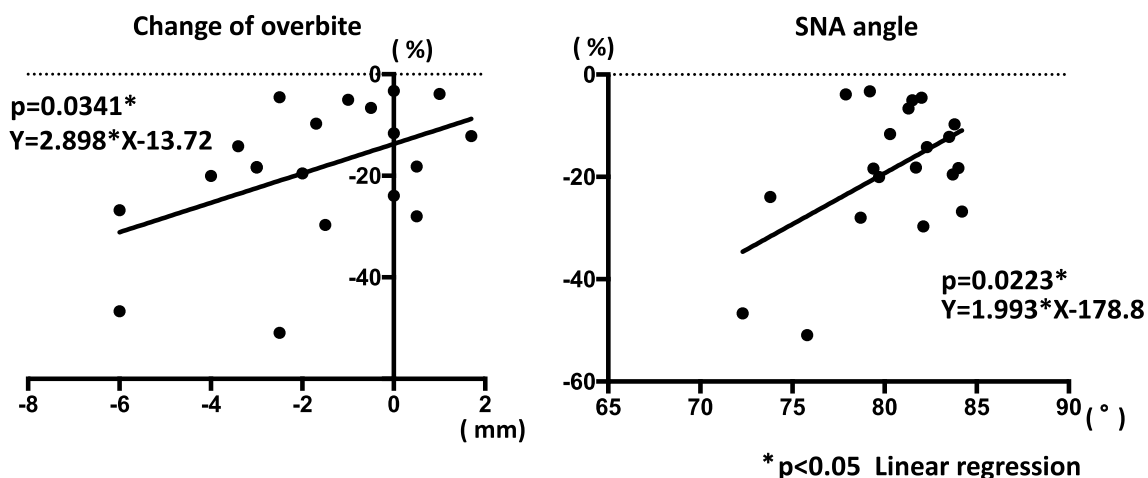 Change of overbite
( %)
0
p=0.0341*
Y=2.898*X-13.72
-20
-40
-8 -6 -4 -2 0 2
( mm)
SNA angle
( %)
0
-20
-40
p=0.0223*
Y=1.993*X-178.8
-60
65 70 75 80 85 90 ( ° )
*p<0.05 Linear regression